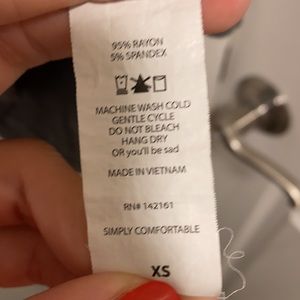 95% RAYON
5% SPANDEX
MACHINE WASH COLD
GENTLE CYCLE
DO NOT BLEACH
HANG DRY
OR you'll be sad
MADE IN VIETNAM
RN# 142161
SIMPLY COMFORTABLE
XS